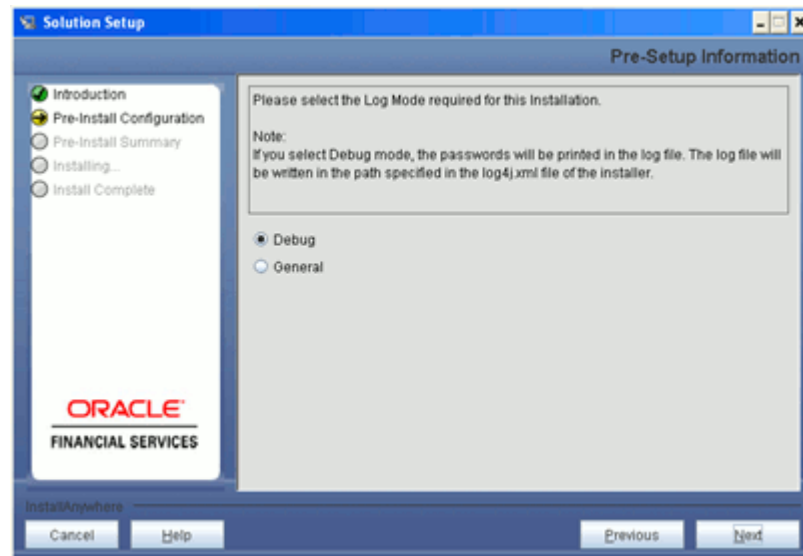 Solution Setup
Pre-Setup Information
Introduction
Pre-Install Configuration
Pre-Install Summary
Installing...
Install Complete
Please select the Log Mode required for this Installation.
Note:
If you select Debug mode, the passwords will be printed in the log file. The log file will
be written in the path specified in the log4j.xml file of the installer.
Debug
General
ORACLE
FINANCIAL SERVICES
InstallAnywhere
Cancel
Help
Previous
Next